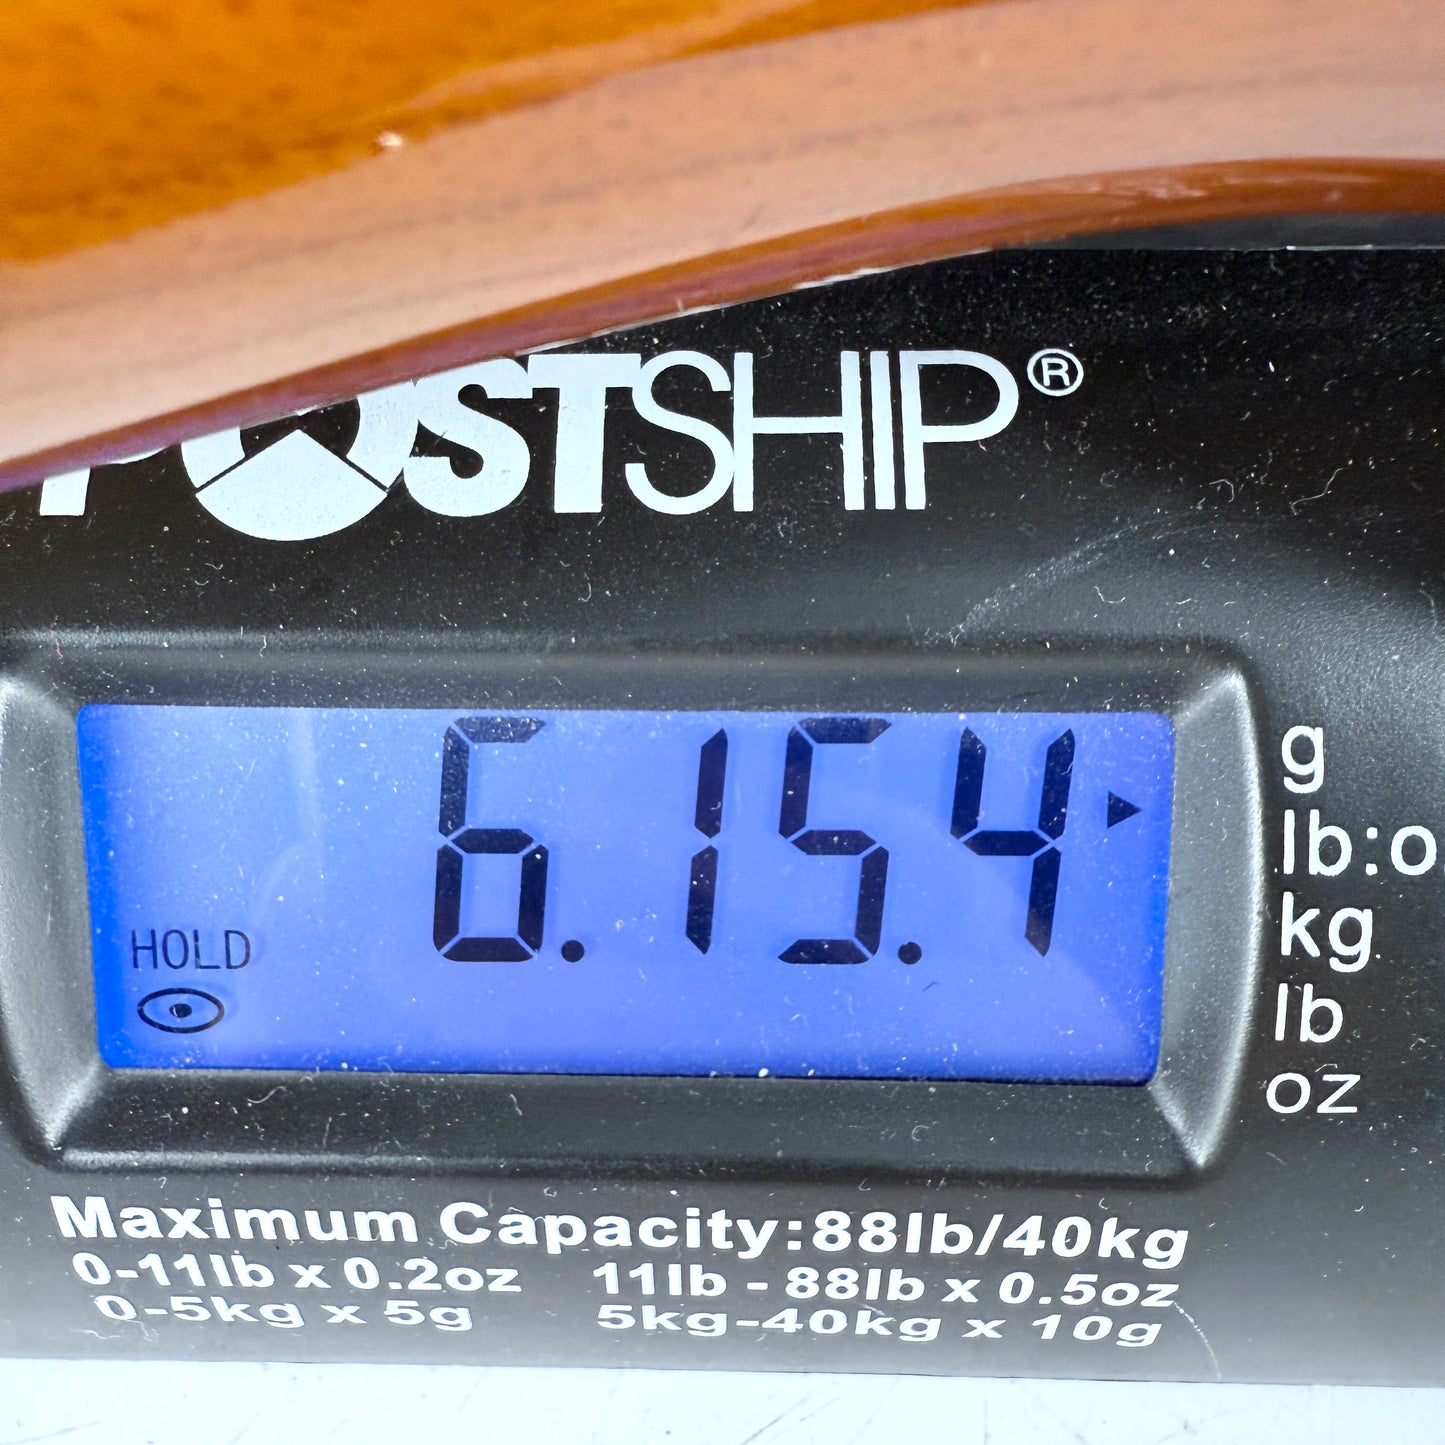 POSTSHIP®
6.15.4
HOLD
g
lb:o
kg
lb
oz
Maximum Capacity:88lb/40kg
0-11lb x 0.2oz 11lb - 88lb x 0.5oz
0-5kg x 5g 5kg-40kg x 10g